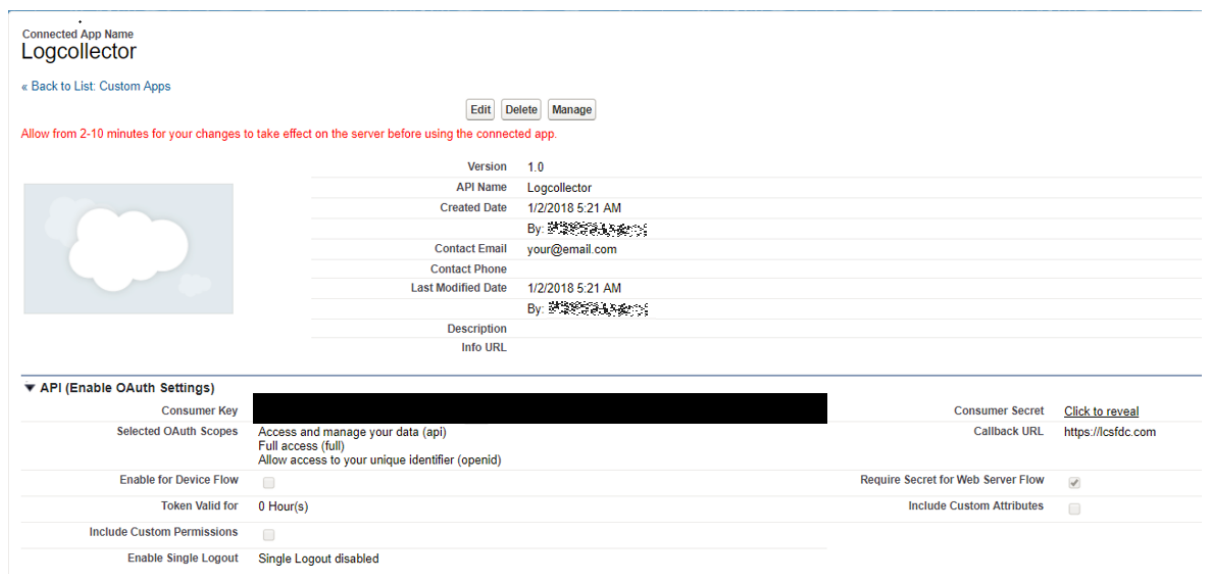 Connected App Name
Logcollector
« Back to List: Custom Apps
Edit Delete Manage
Allow from 2-10 minutes for your changes to take effect on the server before using the connected app.
Version 1.0
API Name Logcollector
Created Date 1/2/2018 5:21 AM
By:
Contact Email your@email.com
Contact Phone
Last Modified Date 1/2/2018 5:21 AM
By:
Description
Info URL
API (Enable OAuth Settings)
Consumer Key Consumer Secret Click to reveal
Selected OAuth Scopes Access and manage your data (api) Callback URL https://lcsfdc.com
Full access (full)
Allow access to your unique identifier (openid)
Enable for Device Flow Require Secret for Web Server Flow
Token Valid for 0 Hour(s) Include Custom Attributes
Include Custom Permissions
Enable Single Logout Single Logout disabled